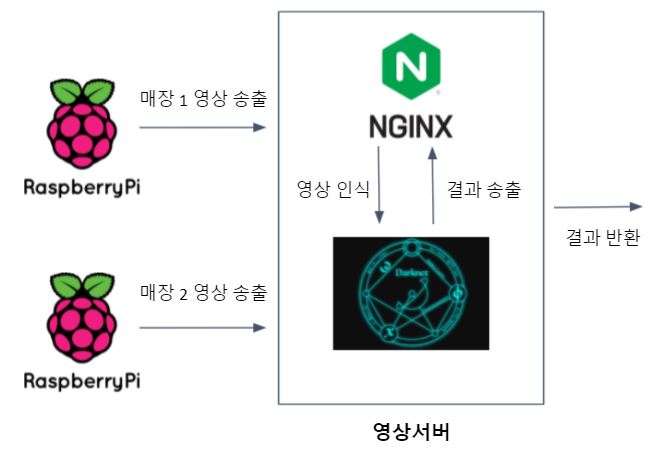 N
NGINX
매장 1 영상 송출
RaspberryPi
영상 인식
결과 송출
결과 반환
Darknet
매장 2 영상 송출
RaspberryPi
영상서버